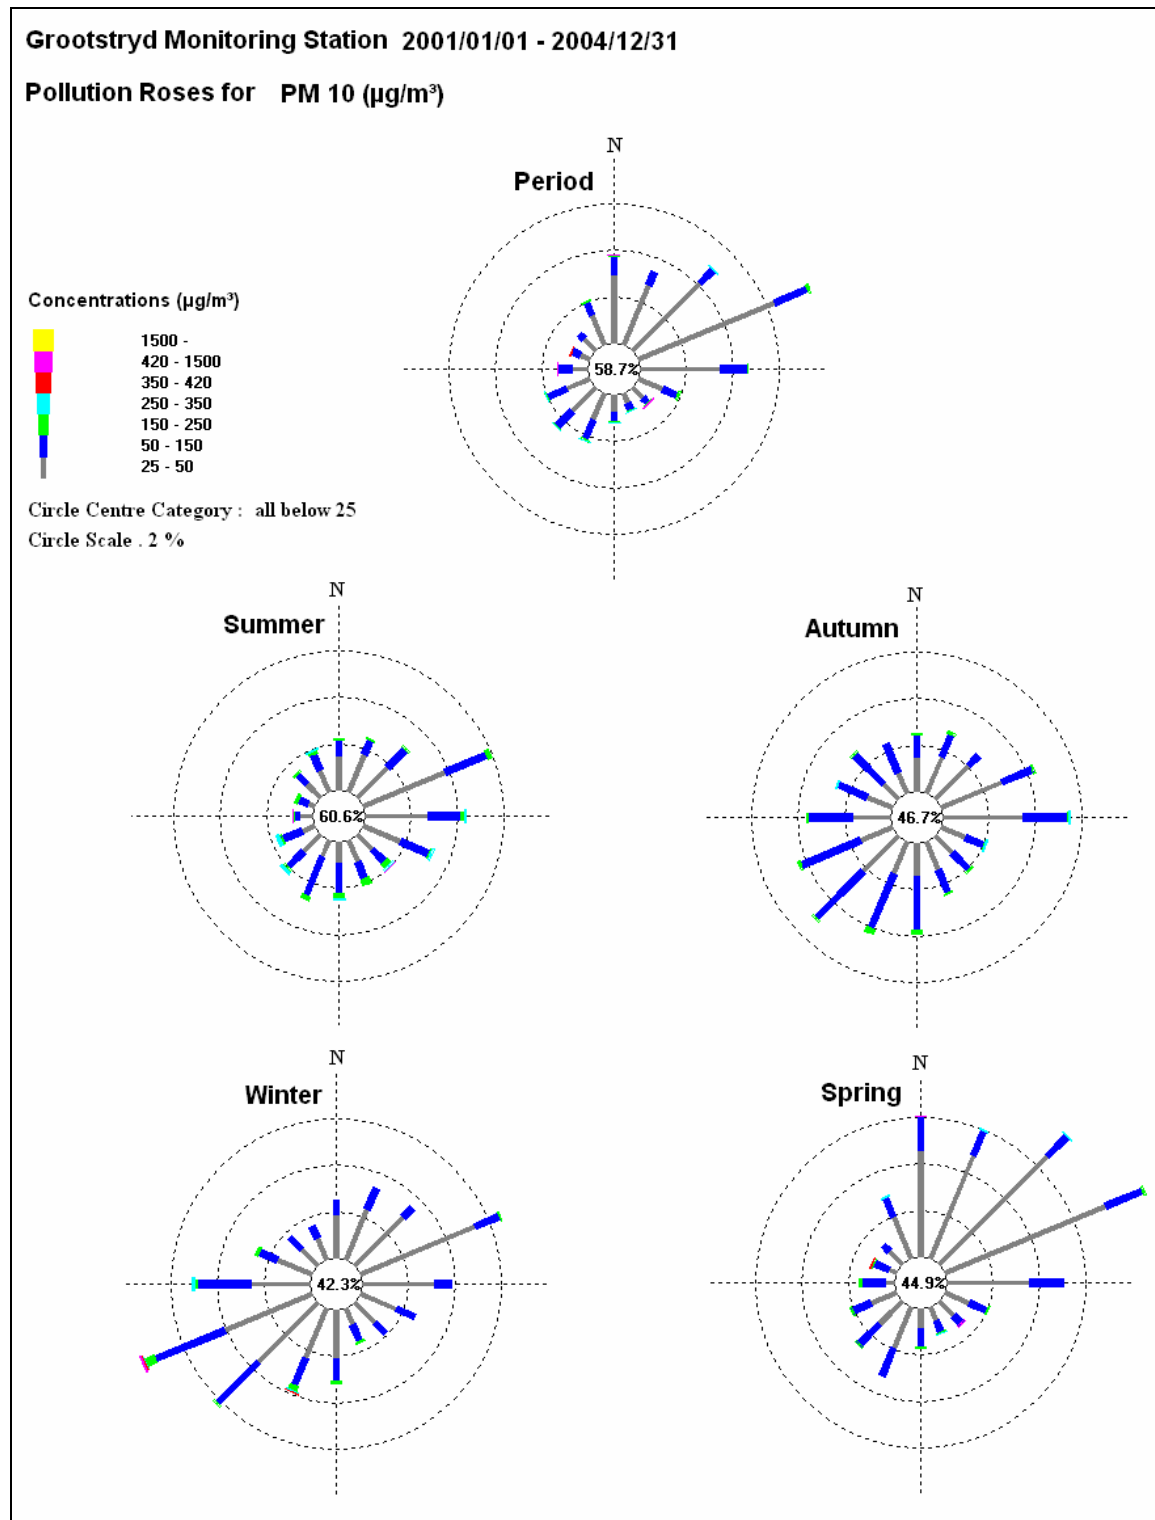 Grootstryd Monitoring Station 2001/01/01 - 2004/12/31
Pollution Roses for PM 10 (µg/m³)
N
Period
58.7%
Concentrations (µg/m³)
1500 -
420 - 1500
350 - 420
250 - 350
150 - 250
50 - 150
25 - 50
Circle Centre Category : all below 25
Circle Scale . 2 %
N
Summer
60.6%
N
Autumn
46.7%
N
Winter
42.3%
N
Spring
44.9%